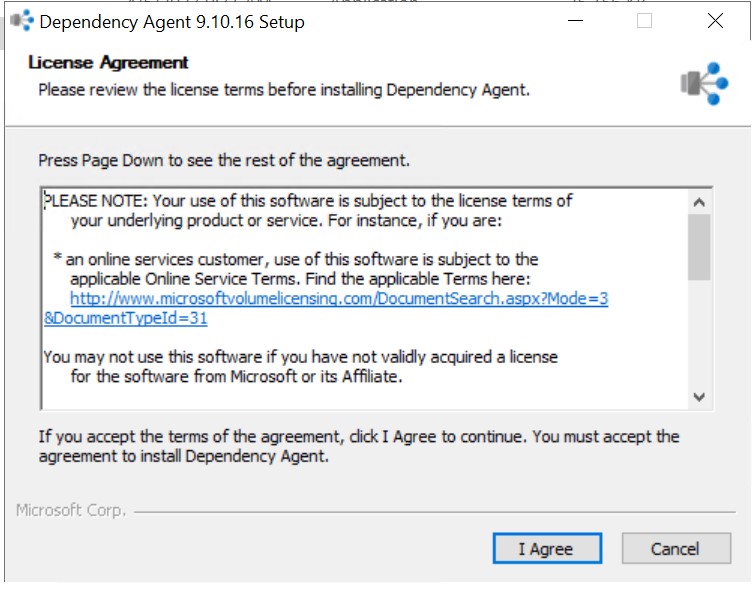 Dependency Agent 9.10.16 Setup
License Agreement
Please review the license terms before installing Dependency Agent.
Press Page Down to see the rest of the agreement.
PLEASE NOTE: Your use of this software is subject to the license terms of
your underlying product or service. For instance, if you are:
* an online services customer, use of this software is subject to the
applicable Online Service Terms. Find the applicable Terms here:
http://www.microsoftvolumelicensing.com/DocumentSearch.aspx?Mode=3
&DocumentTypeId=31
You may not use this software if you have not validly acquired a license
for the software from Microsoft or its Affiliate.
If you accept the terms of the agreement, click I Agree to continue. You must accept the
agreement to install Dependency Agent.
Microsoft Corp.
I Agree
Cancel